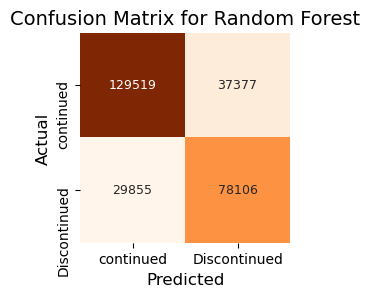 Confusion Matrix for Random Forest
Actual
continued
129519 37377
Discontinued
29855 78106
continued Discontinued
Predicted